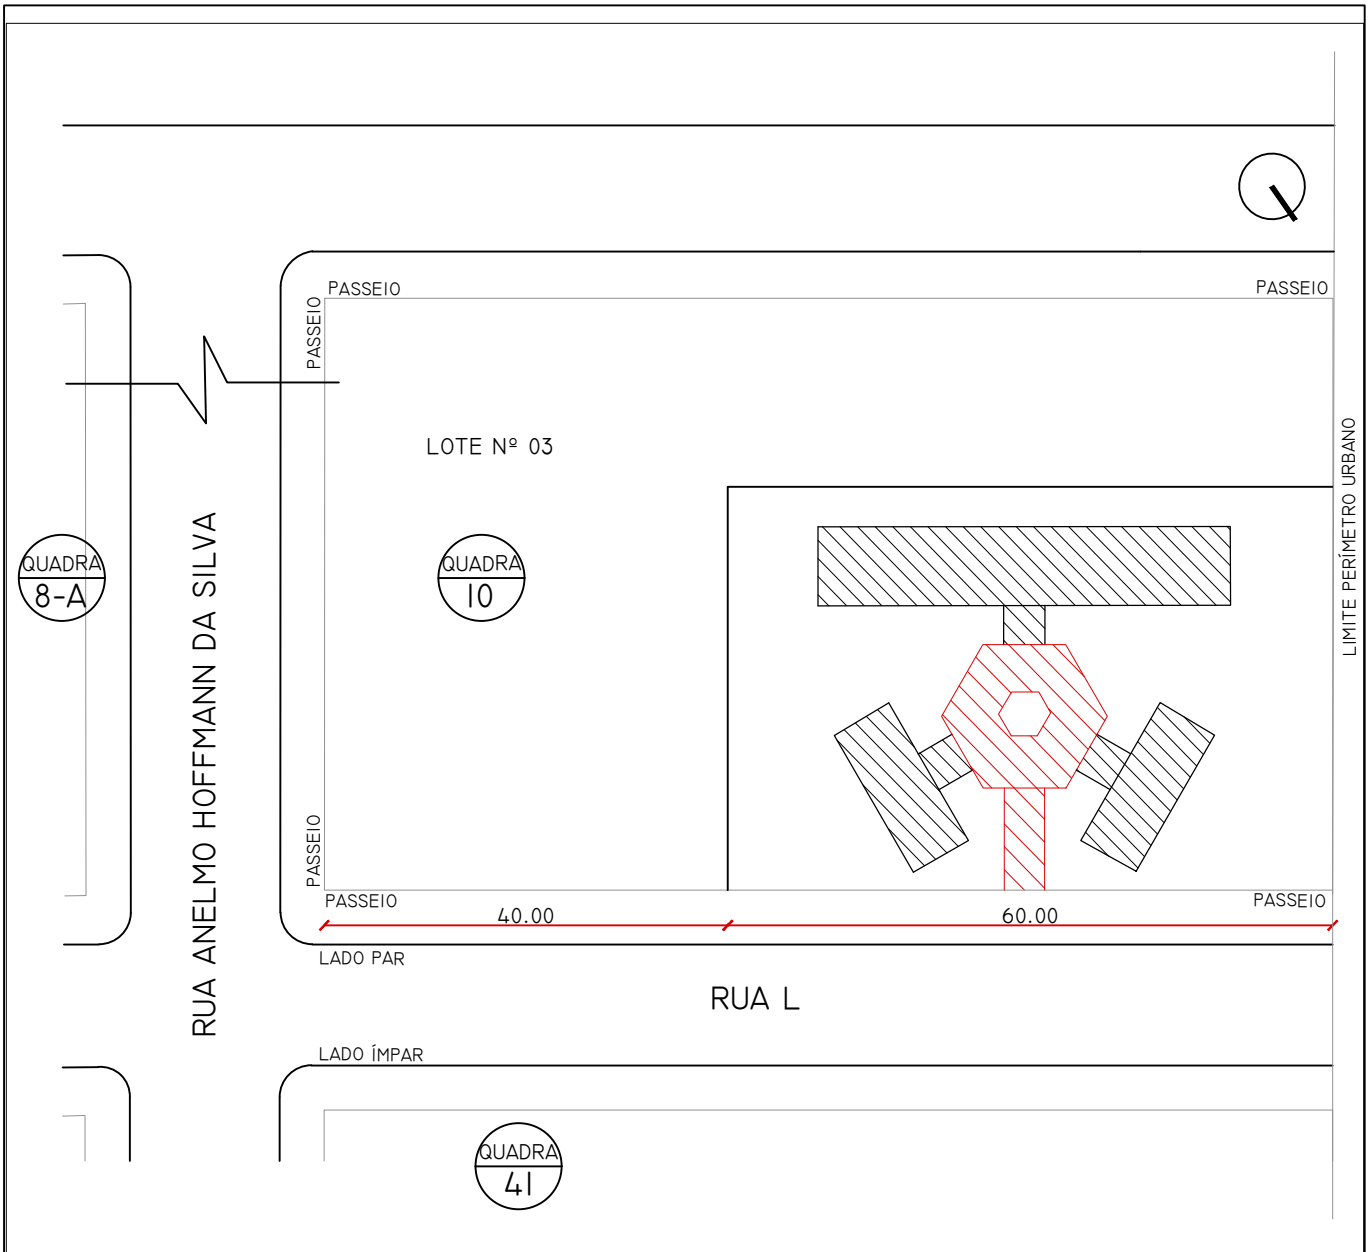 PASSEIO
PASSEIO
PASSEIO
LOTE Nº 03
LIMITE PERÍMETRO URBANO
QUADRA
8-A
QUADRA
10
RUA ANELMO HOFFMANN DA SILVA
PASSEIO
PASSEIO
PASSEIO
40.00
60.00
LADO PAR
RUA L
LADO ÍMPAR
QUADRA
41